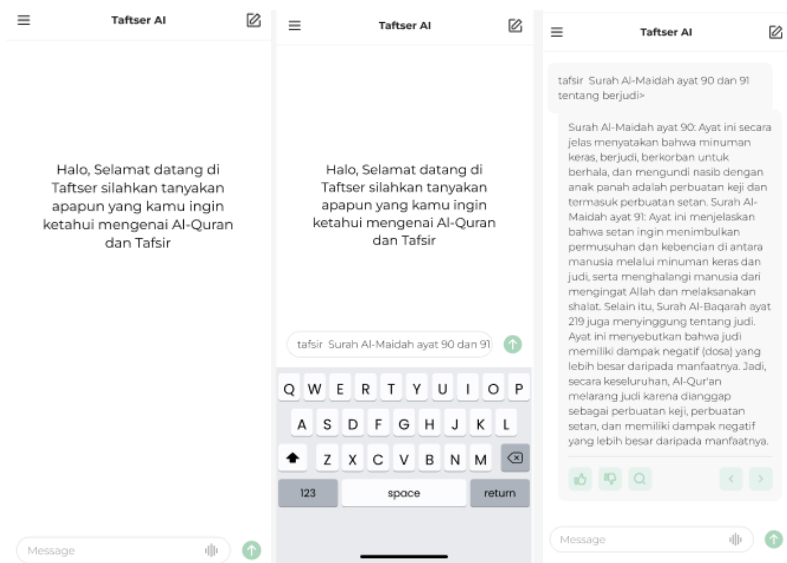 Taftser AI
Halo, Selamat datang di
Taftser silahkan tanyakan
apapun yang kamu ingin
ketahui mengenai Al-Quran
dan Tafsir
Message
Taftser AI
Halo, Selamat datang di
Taftser silahkan tanyakan
apapun yang kamu ingin
ketahui mengenai Al-Quran
dan Tafsir
tafsir Surah Al-Maidah ayat 90 dan 91
Q W E R T Y U I O P
A S D F G H J K L
Z X C V B N M
123 space return
Taftser AI
tafsir Surah Al-Maidah ayat 90 dan 91
tentang berjudi>
Surah Al-Maidah ayat 90: Ayat ini secara
jelas menyatakan bahwa minuman
keras, berjudi, berkorban untuk
berhala, dan mengundi nasib dengan
anak panah adalah perbuatan keji dan
termasuk perbuatan setan. Surah Al-
Maidah ayat 91: Ayat ini menjelaskan
bahwa setan ingin menimbulkan
permusuhan dan kebencian di antara
manusia melalui minuman keras dan
judi, serta menghalangi manusia dari
mengingat Allah dan melaksanakan
shalat. Selain itu, Surah Al-Baqarah ayat
219 juga menyinggung tentang judi.
Ayat ini menyebutkan bahwa judi
memiliki dampak negatif (dosa) yang
lebih besar daripada manfaatnya. Jadi,
secara keseluruhan, Al-Qur'an
melarang judi karena dianggap
sebagai perbuatan keji, perbuatan
setan, dan memiliki dampak negatif
yang lebih besar daripada manfaatnya.
Message